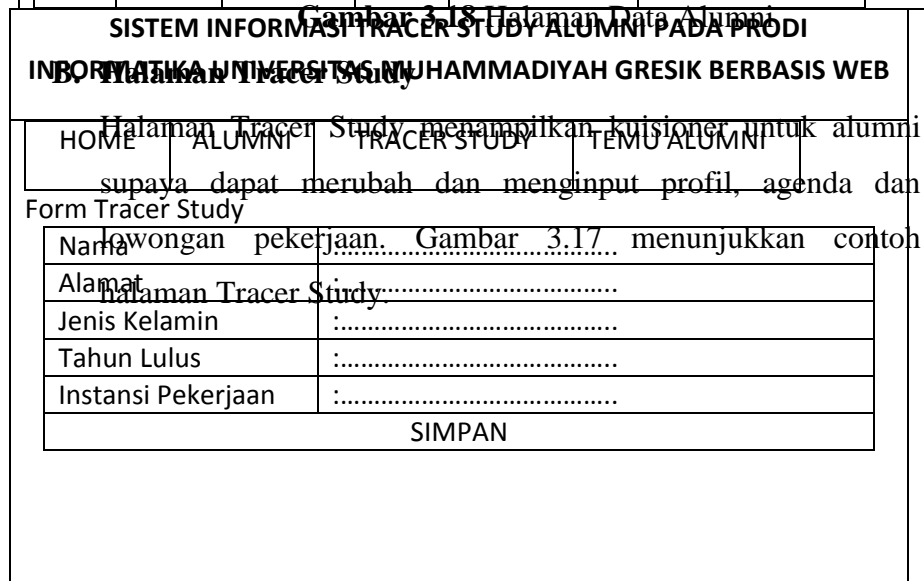 Gambar 3.18 Halaman Data Alumni
SISTEM INFORMASI TRACER STUDY ALUMNI PADA PRODI
INFORMATIKA UNIVERSITAS MUHAMMADIYAH GRESIK BERBASIS WEB
B. Halaman Tracer Study
Halaman Tracer Study menampilkan kuisioner untuk alumni
supaya dapat merubah dan menginput profil, agenda dan
lowongan pekerjaan. Gambar 3.17 menunjukkan contoh
halaman Tracer Study.
HOME ALUMNI TRACER STUDY TEMU ALUMNI
Form Tracer Study
Nama :..........................................
Alamat :..........................................
Jenis Kelamin :..........................................
Tahun Lulus :..........................................
Instansi Pekerjaan :..........................................
SIMPAN